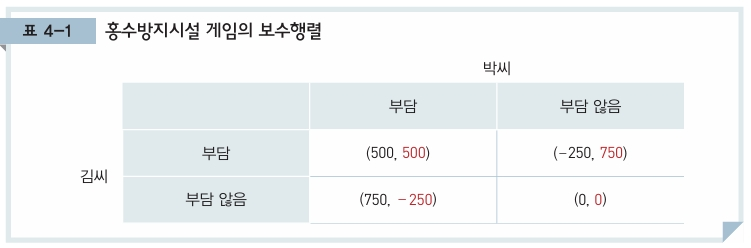 표 4-1 홍수방지시설 게임의 보수행렬
박씨
부담 부담 않음
부담 (500, 500) (-250, 750)
김씨
부담 않음 (750, -250) (0, 0)